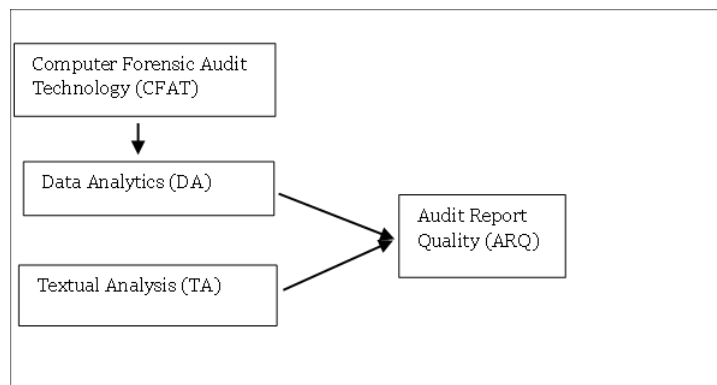 Computer Forensic Audit
Technology (CFAT)
Data Analytics (DA)
Audit Report
Quality (ARQ)
Textual Analysis (TA)